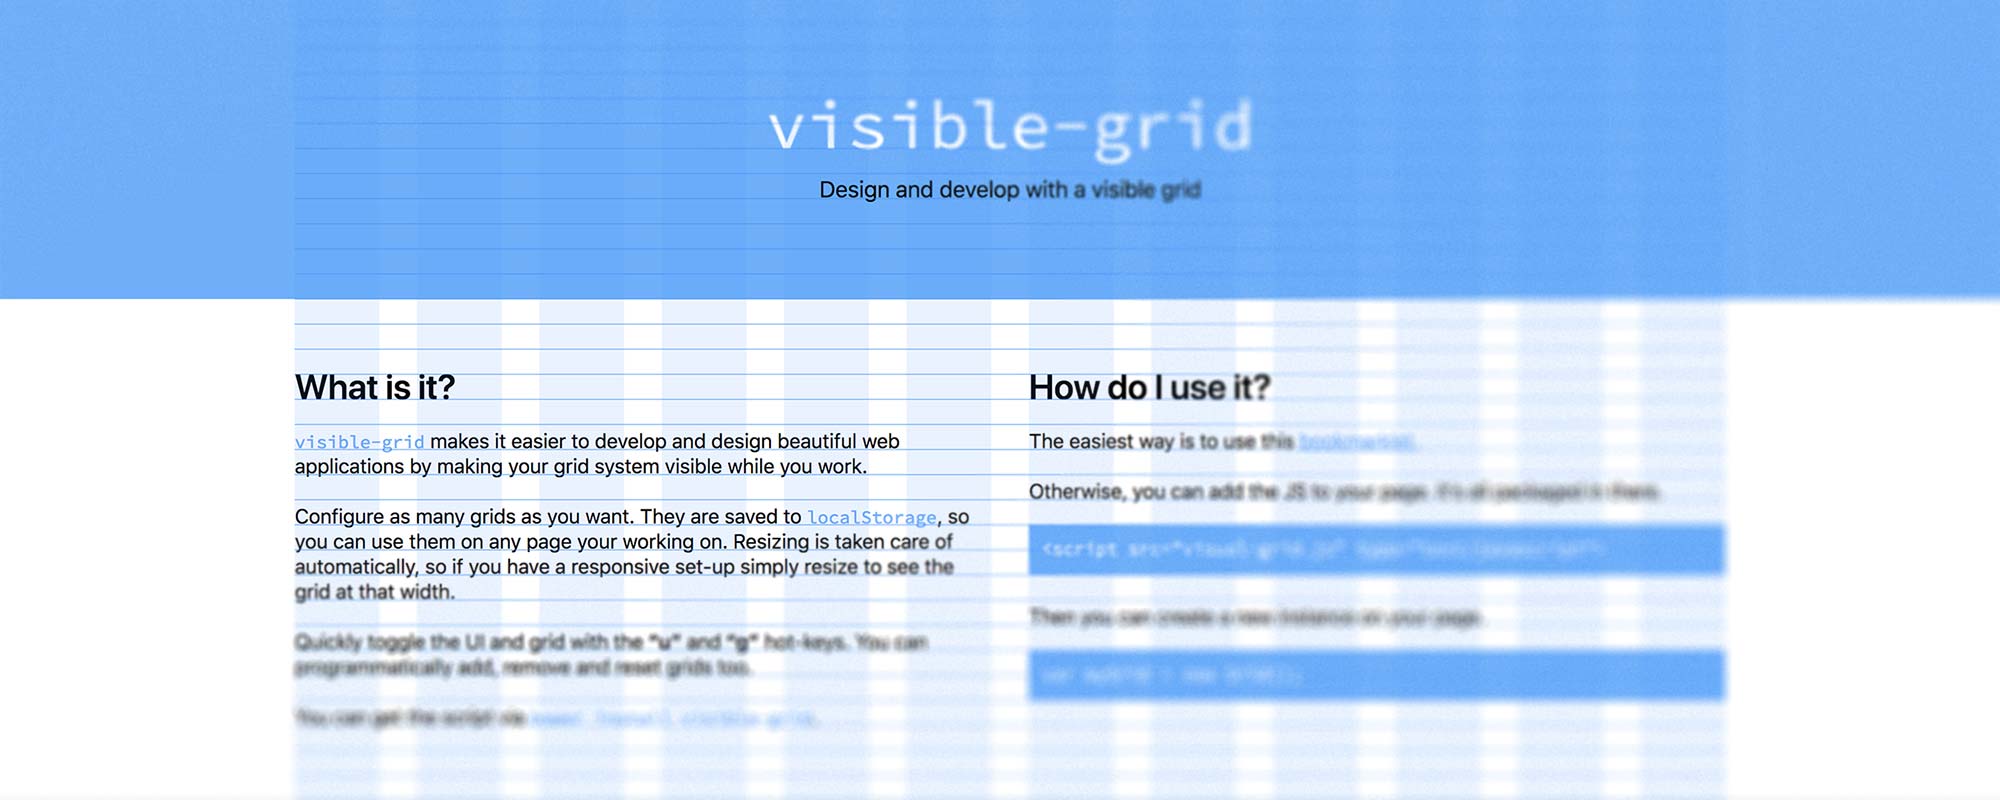 visible-grid
Design and develop with a visible grid
What is it?
visible-grid makes it easier to develop and design beautiful web
applications by making your grid system visible while you work.
Configure as many grids as you want. They are saved to localStorage, so
you can use them on any page your working on. Resizing is taken care of
automatically, so if you have a responsive set-up simply resize to see the
grid at that width.
Quickly toggle the UI and grid with the "u" and "g" hot-keys. You can
programmatically add, remove and reset grids too.
You can get the script via
How do I use it?
The easiest way is to use this
Otherwise, you can add the JS to your page. It's all packaged in there.
<script
Then you can create a new instance on your page.